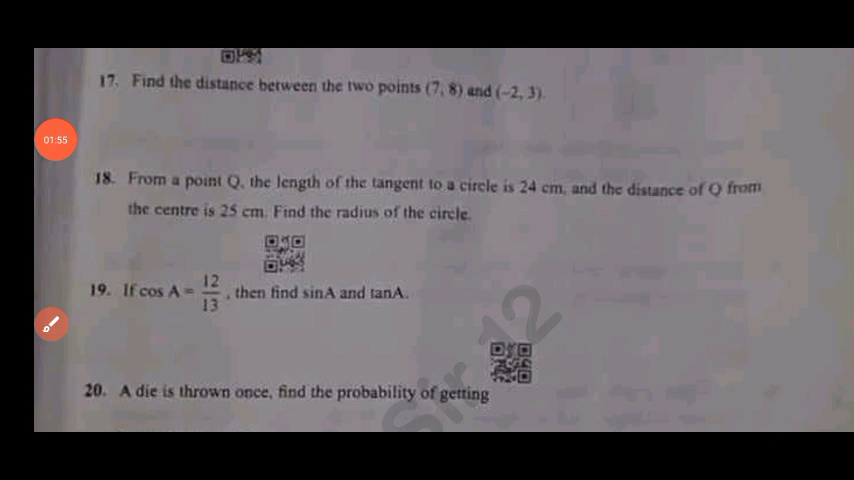 17. Find the distance between the two points (7, 8) and (–2, 3).
01:55
18. From a point Q, the length of the tangent to a circle is 24 cm, and the distance of Q from
the centre is 25 cm. Find the radius of the circle.
19. If cos A = 12/13, then find sinA and tanA.
Sir 12
20. A die is thrown once, find the probability of getting